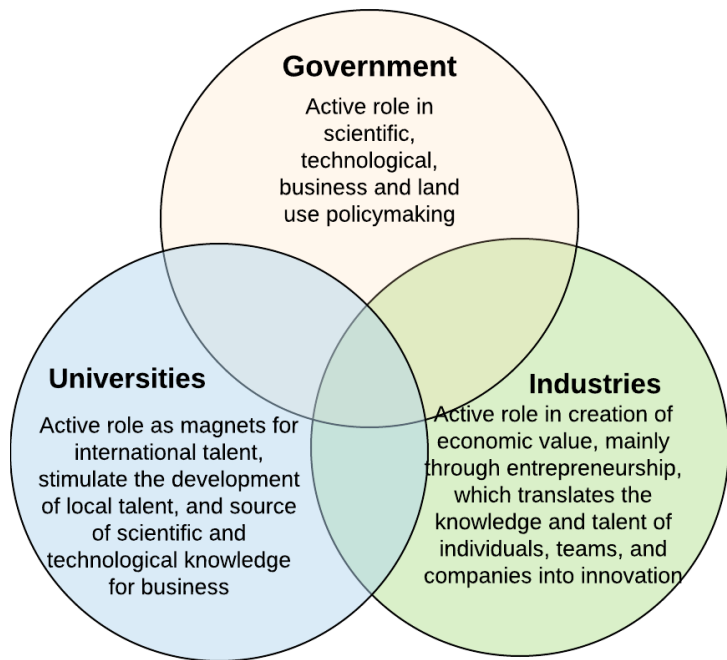 Government
Active role in
scientific,
technological,
business and land
use policymaking
Universities
Active role as magnets for
international talent,
stimulate the development
of local talent, and source
of scientific and
technological knowledge
for business
Industries
Active role in creation of
economic value, mainly
through entrepreneurship,
which translates the
knowledge and talent of
individuals, teams, and
companies into innovation